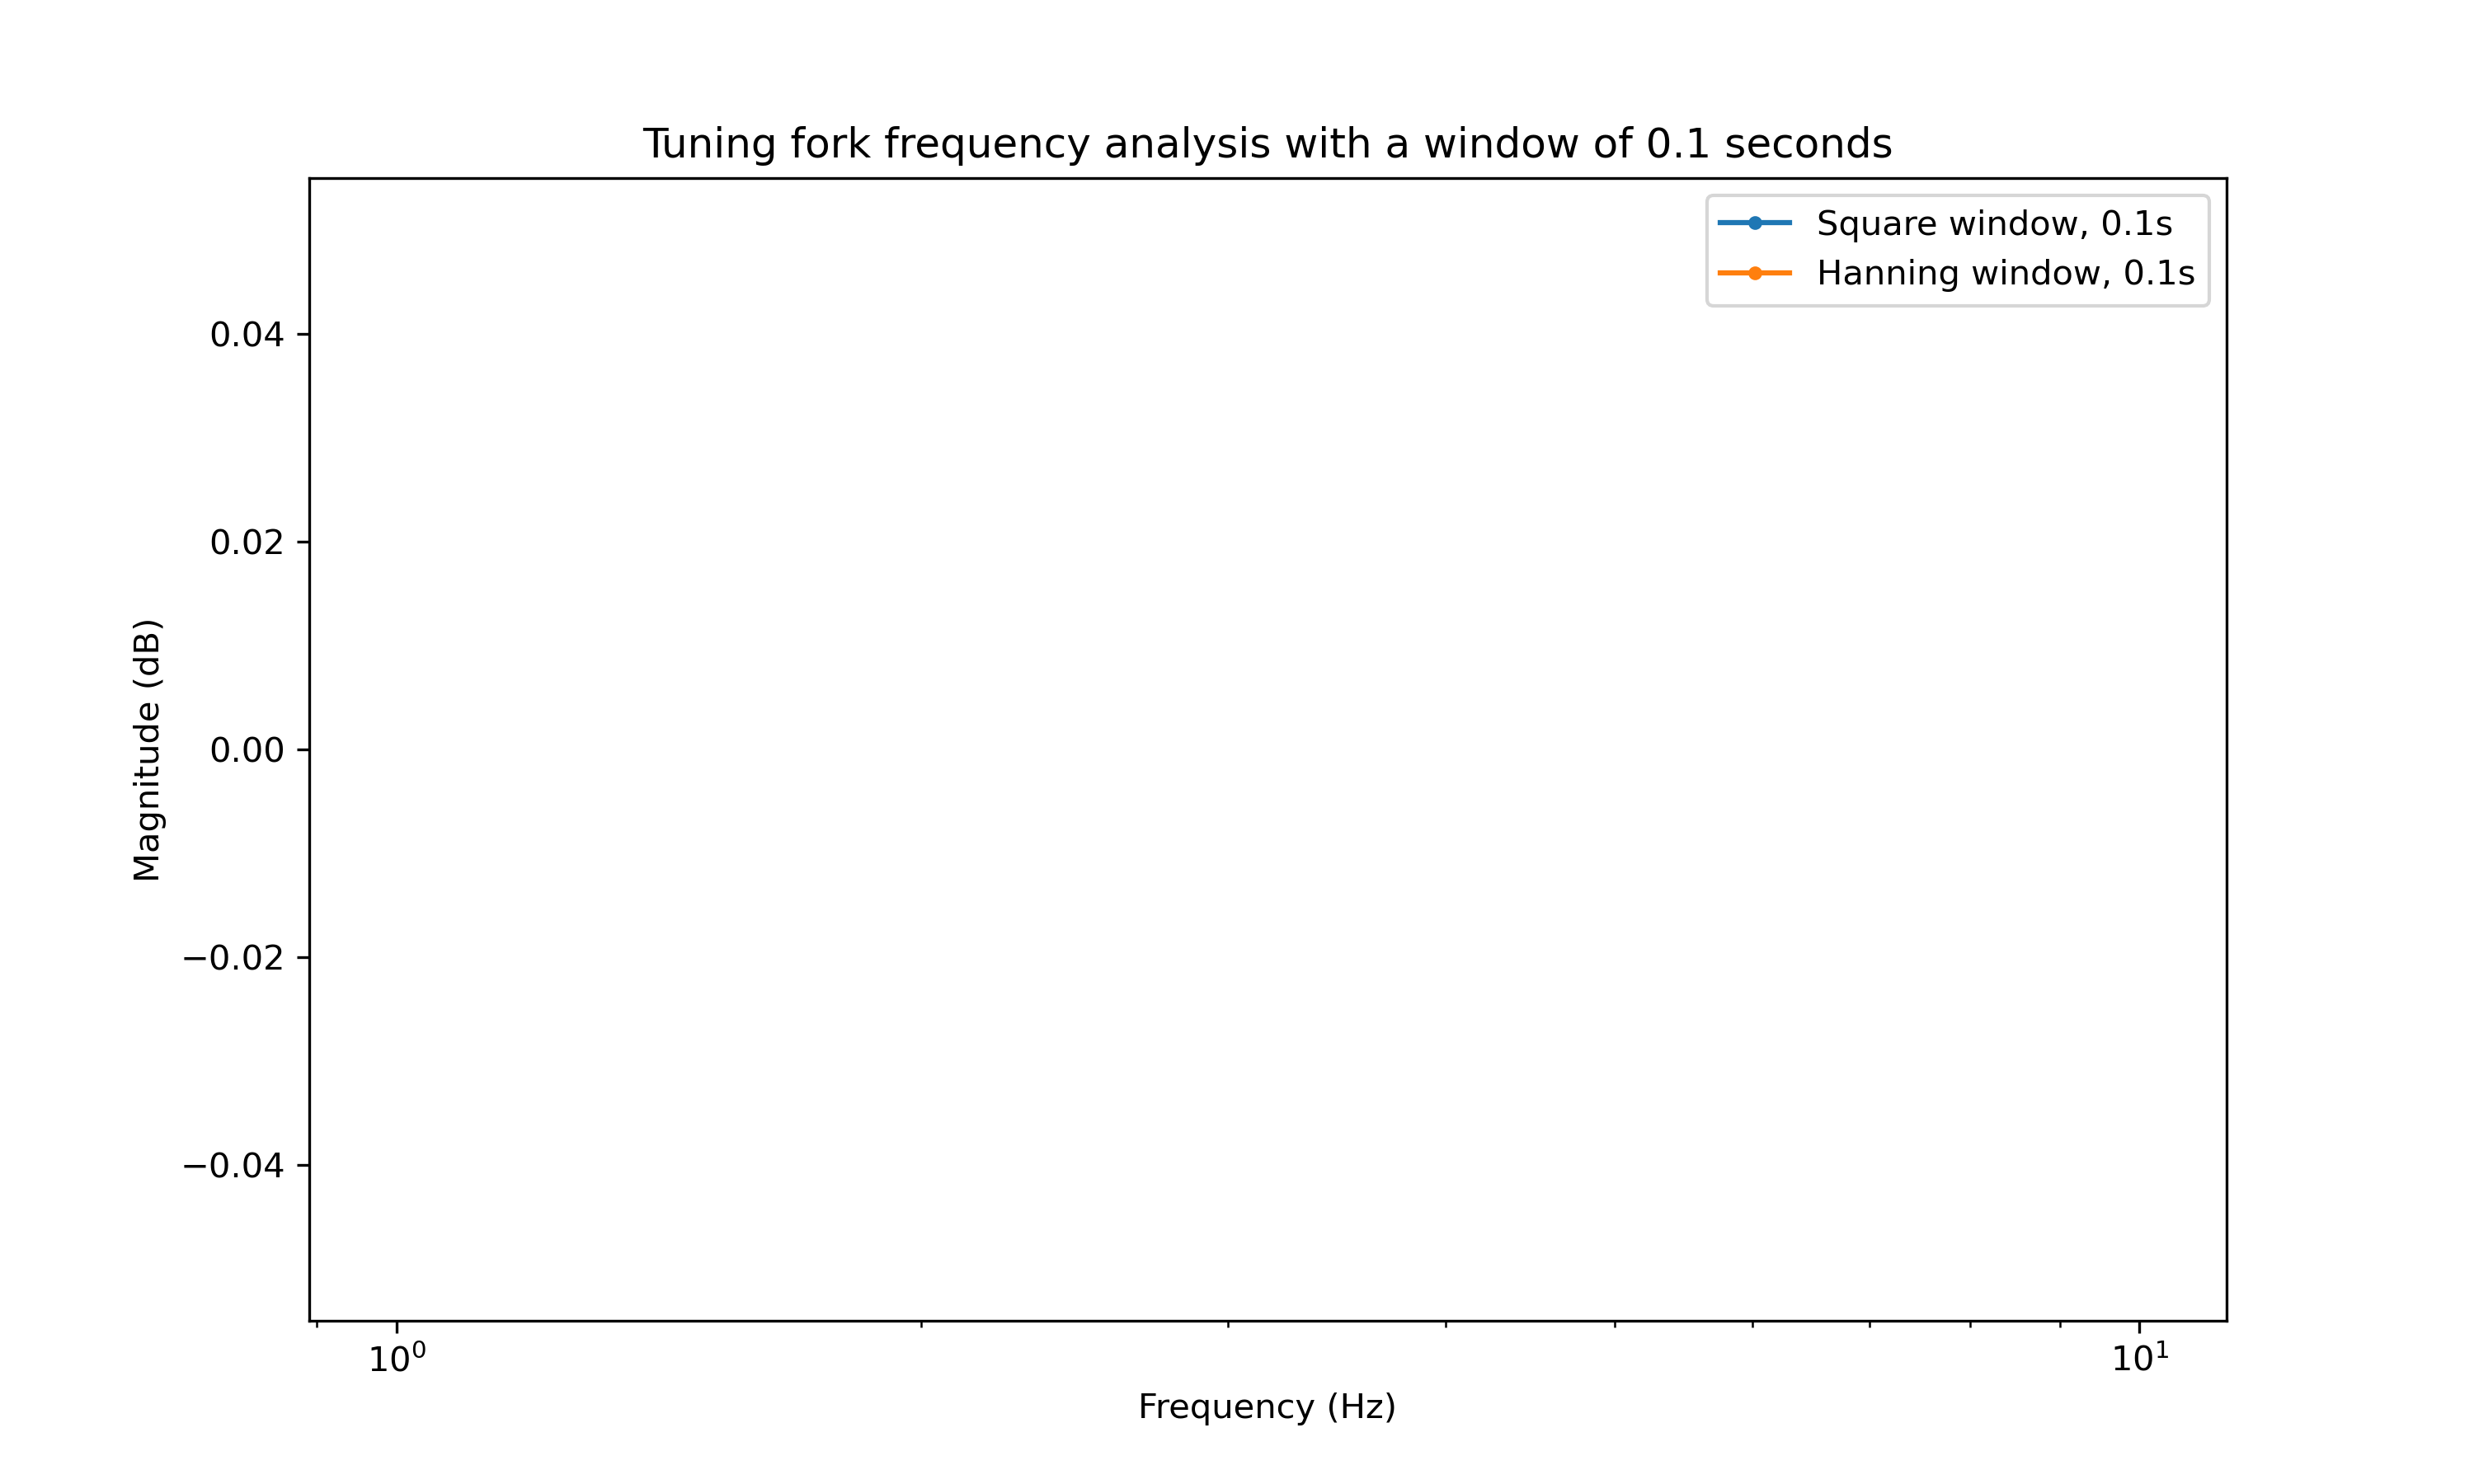 Tuning fork frequency analysis with a window of 0.1 seconds
Square window, 0.1s
Hanning window, 0.1s
0.04
0.02
0.00
−0.02
−0.04
Magnitude (dB)
10⁰
10¹
Frequency (Hz)